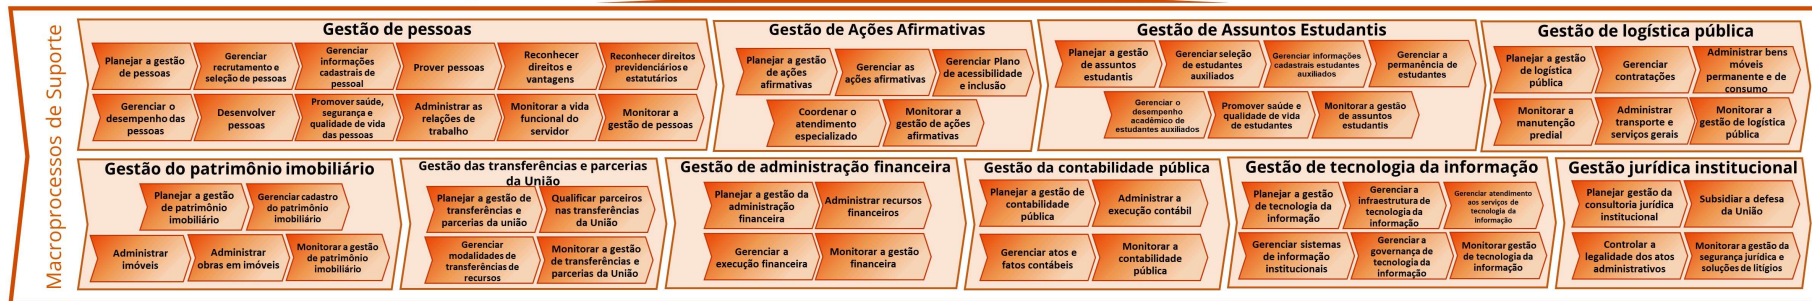 Macroprocessos de Suporte
Gestão de pessoas
Planejar a gestão
de pessoas
Gerenciar
recrutamento e
seleção de pessoas
Gerenciar
informações
cadastrais de
pessoal
Prover pessoas
Reconhecer
direitos e
vantagens
Reconhecer direitos
previdenciários e
estatutários
Gerenciar o
desempenho das
pessoas
Desenvolver
pessoas
Promover saúde,
segurança e
qualidade de vida
das pessoas
Administrar as
relações de
trabalho
Monitorar a vida
funcional do
servidor
Monitorar a
gestão de pessoas
Gestão de Ações Afirmativas
Planejar a gestão
de ações
afirmativas
Gerenciar as
ações afirmativas
Gerenciar Plano
de acessibilidade
e inclusão
Coordenar o
atendimento
especializado
Monitorar a
gestão de ações
afirmativas
Gestão de Assuntos Estudantis
Planejar a gestão
de assuntos
estudantis
Gerenciar seleção
de estudantes
auxiliados
Gerenciar informações
cadastrais estudantes
auxiliados
Gerenciar a
permanência de
estudantes
Gerenciar o
desempenho
acadêmico de
estudantes auxiliados
Promover saúde e
qualidade de vida
de estudantes
Monitorar a gestão
de assuntos
estudantis
Gestão de logística pública
Planejar a gestão
de logística
pública
Gerenciar
contratações
Administrar bens
móveis
permanente e de
consumo
Monitorar a
manutenção
predial
Administrar
transporte e
serviços gerais
Monitorar a
gestão de logística
pública
Gestão do patrimônio imobiliário
Planejar a gestão
de patrimônio
imobiliário
Gerenciar cadastro
do patrimônio
imobiliário
Administrar
imóveis
Administrar
obras em imóveis
Monitorar a gestão
de patrimônio
imobiliário
Gestão das transferências e parcerias
da União
Planejar a gestão de
transferências e
parcerias da união
Qualificar parceiros
nas transferências
da União
Gerenciar
modalidades de
transferências de
recursos
Monitorar a gestão
de transferências e
parcerias da União
Gestão de administração financeira
Planejar a gestão da
administração
financeira
Administrar recursos
financeiros
Gerenciar a
execução financeira
Monitorar a gestão
financeira
Gestão da contabilidade pública
Planejar a gestão de
contabilidade
pública
Administrar a
execução contábil
Gerenciar atos e
fatos contábeis
Monitorar a
contabilidade
pública
Gestão de tecnologia da informação
Planejar a gestão
de tecnologia da
informação
Gerenciar a
infraestrutura de
tecnologia da
informação
Gerenciar atendimento
aos serviços de
tecnologia da
informação
Gerenciar sistemas
de informação
institucionais
Gerenciar a
governança de
tecnologia da
informação
Monitorar gestão
de tecnologia da
informação
Gestão jurídica institucional
Planejar gestão da
consultoria jurídica
institucional
Subsidiar a defesa
da União
Controlar a
legalidade dos atos
administrativos
Monitorar a gestão da
segurança jurídica e
soluções de litígios